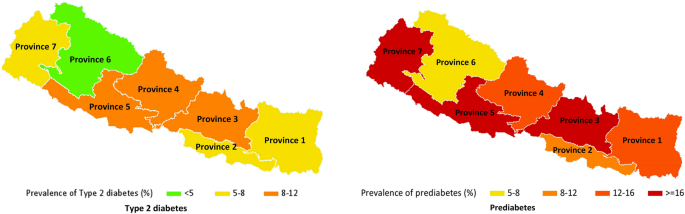 Province 7
Province 6
Province 4
Province 5
Province 3
Province 2
Province 1
Prevalence of Type 2 diabetes (%) <5 5-8 8-12
Type 2 diabetes
Province 7
Province 6
Province 4
Province 5
Province 3
Province 2
Province 1
Prevalence of prediabetes (%) 5-8 8-12 12-16 >=16
Prediabetes